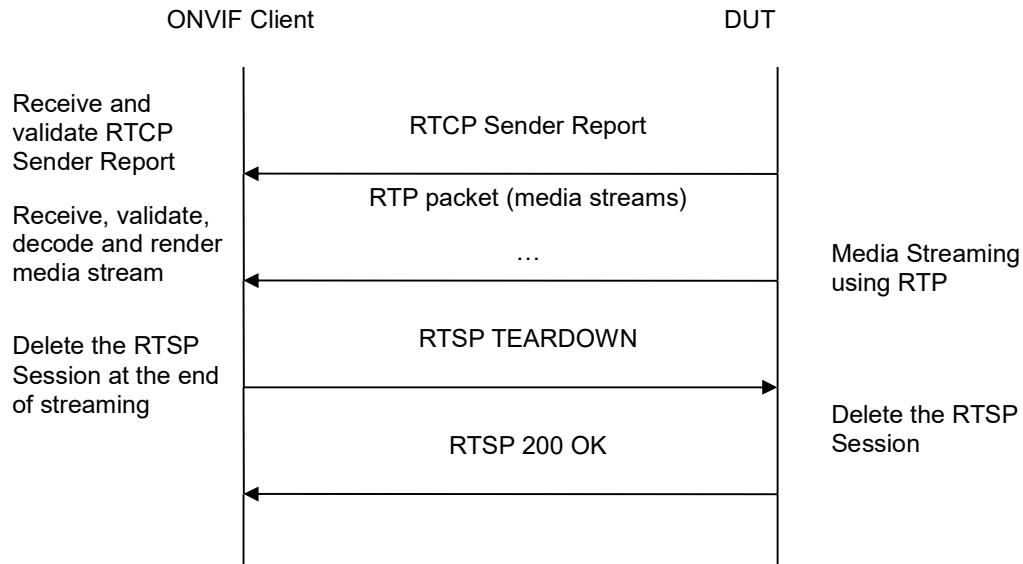 ONVIF Client
DUT
Receive and
validate RTCP
Sender Report
RTCP Sender Report
RTP packet (media streams)
Receive, validate,
decode and render
media stream
…
Media Streaming
using RTP
RTSP TEARDOWN
Delete the RTSP
Session at the end
of streaming
Delete the RTSP
Session
RTSP 200 OK